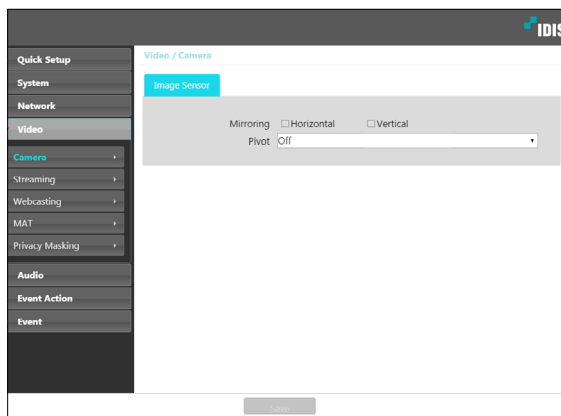 IDIS
Quick Setup
Video / Camera
System
Image Sensor
Network
Video
Mirroring Horizontal Vertical
Pivot Off
Camera
Streaming
Webcasting
MAT
Privacy Masking
Audio
Event Action
Event
Save